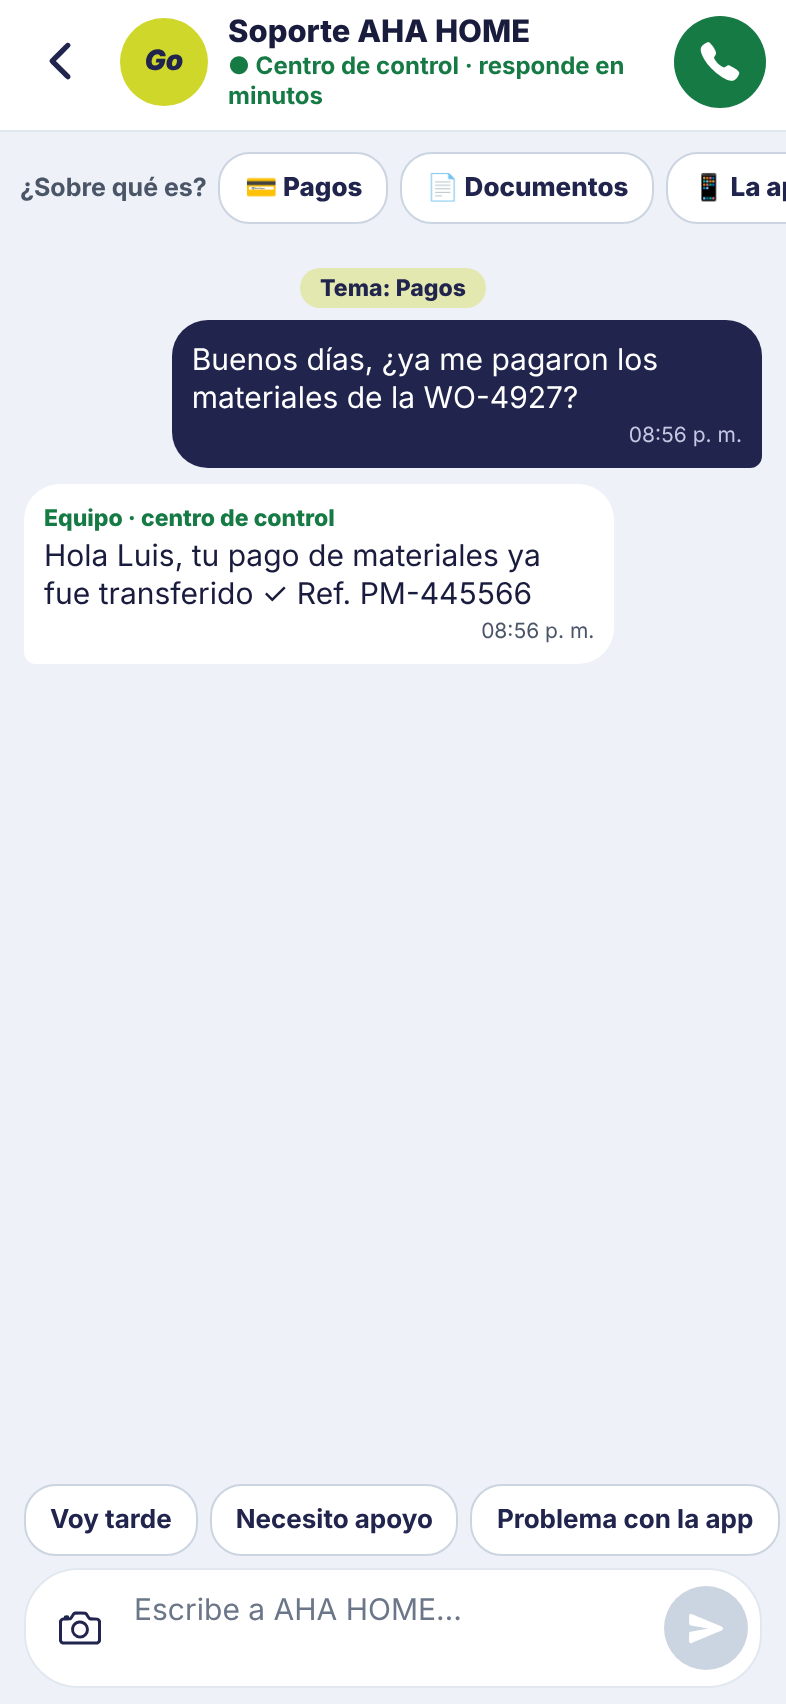 Go
Soporte AHA HOME
● Centro de control · responde en
minutos
¿Sobre qué es?
💳 Pagos
📄 Documentos
📱 La ap
Tema: Pagos
Buenos días, ¿ya me pagaron los
materiales de la WO-4927?
08:56 p. m.
Equipo · centro de control
Hola Luis, tu pago de materiales ya
fue transferido ✓ Ref. PM-445566
08:56 p. m.
Voy tarde
Necesito apoyo
Problema con la app
Escribe a AHA HOME...